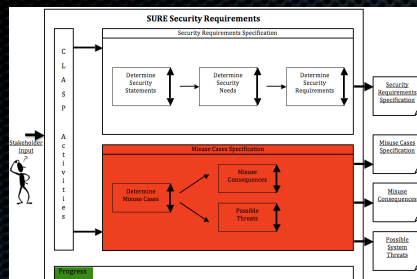 SURE Security Requirements
Security Requirements Specification
C
L
A
S
P
A
c
t
i
v
i
t
i
e
s
Determine
Security
Statements
Determine
Security
Needs
Determine
Security
Requirements
Security
Requirements
Specification
Stakeholder
Input
?
Misuse Cases Specification
Determine
Misuse Cases
Misuse
Consequences
Possible
Threats
Misuse Cases
Specification
Misuse
Consequences
Possible
System
Threats
Progress